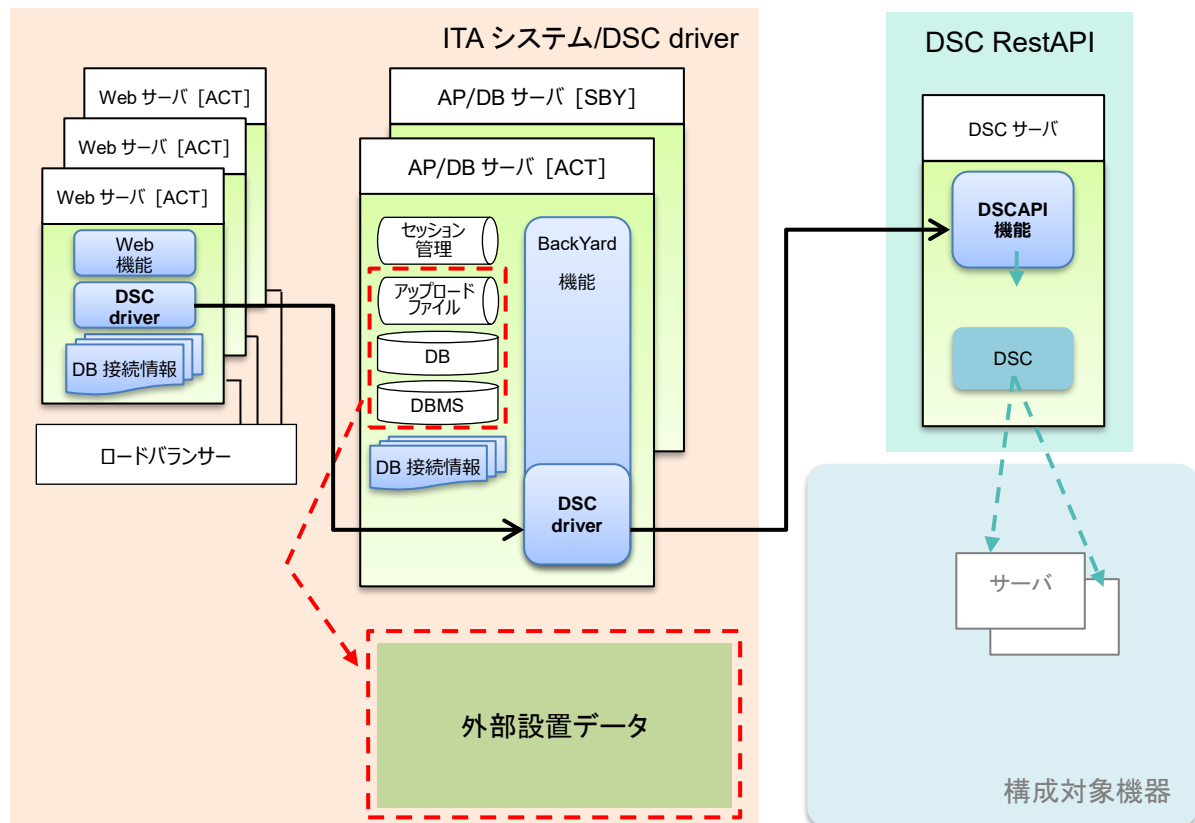 ITA システム/DSC driver
DSC RestAPI
Web サーバ [ACT]
Web サーバ [ACT]
Web サーバ [ACT]
Web
機能
DSC
driver
DB 接続情報
ロードバランサー
AP/DB サーバ [SBY]
AP/DB サーバ [ACT]
セッション
管理
アップロード
ファイル
DB
DBMS
DB 接続情報
BackYard
機能
DSC
driver
外部設置データ
DSC サーバ
DSCAPI
機能
DSC
サーバ
構成対象機器